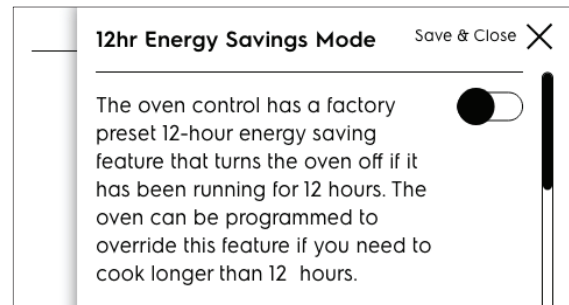 12hr Energy Savings Mode
Save & Close
The oven control has a factory
preset 12-hour energy saving
feature that turns the oven off if it
has been running for 12 hours. The
oven can be programmed to
override this feature if you need to
cook longer than 12 hours.